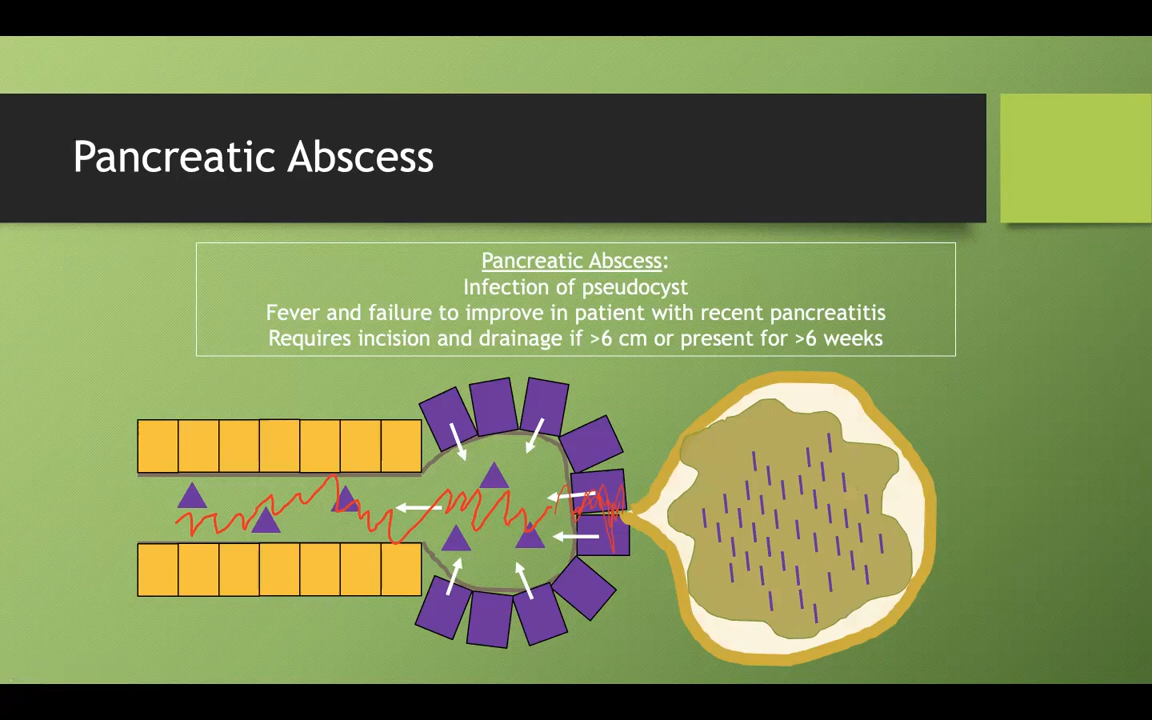 Pancreatic Abscess
Pancreatic Abscess:
Infection of pseudocyst
Fever and failure to improve in patient with recent pancreatitis
Requires incision and drainage if >6 cm or present for >6 weeks